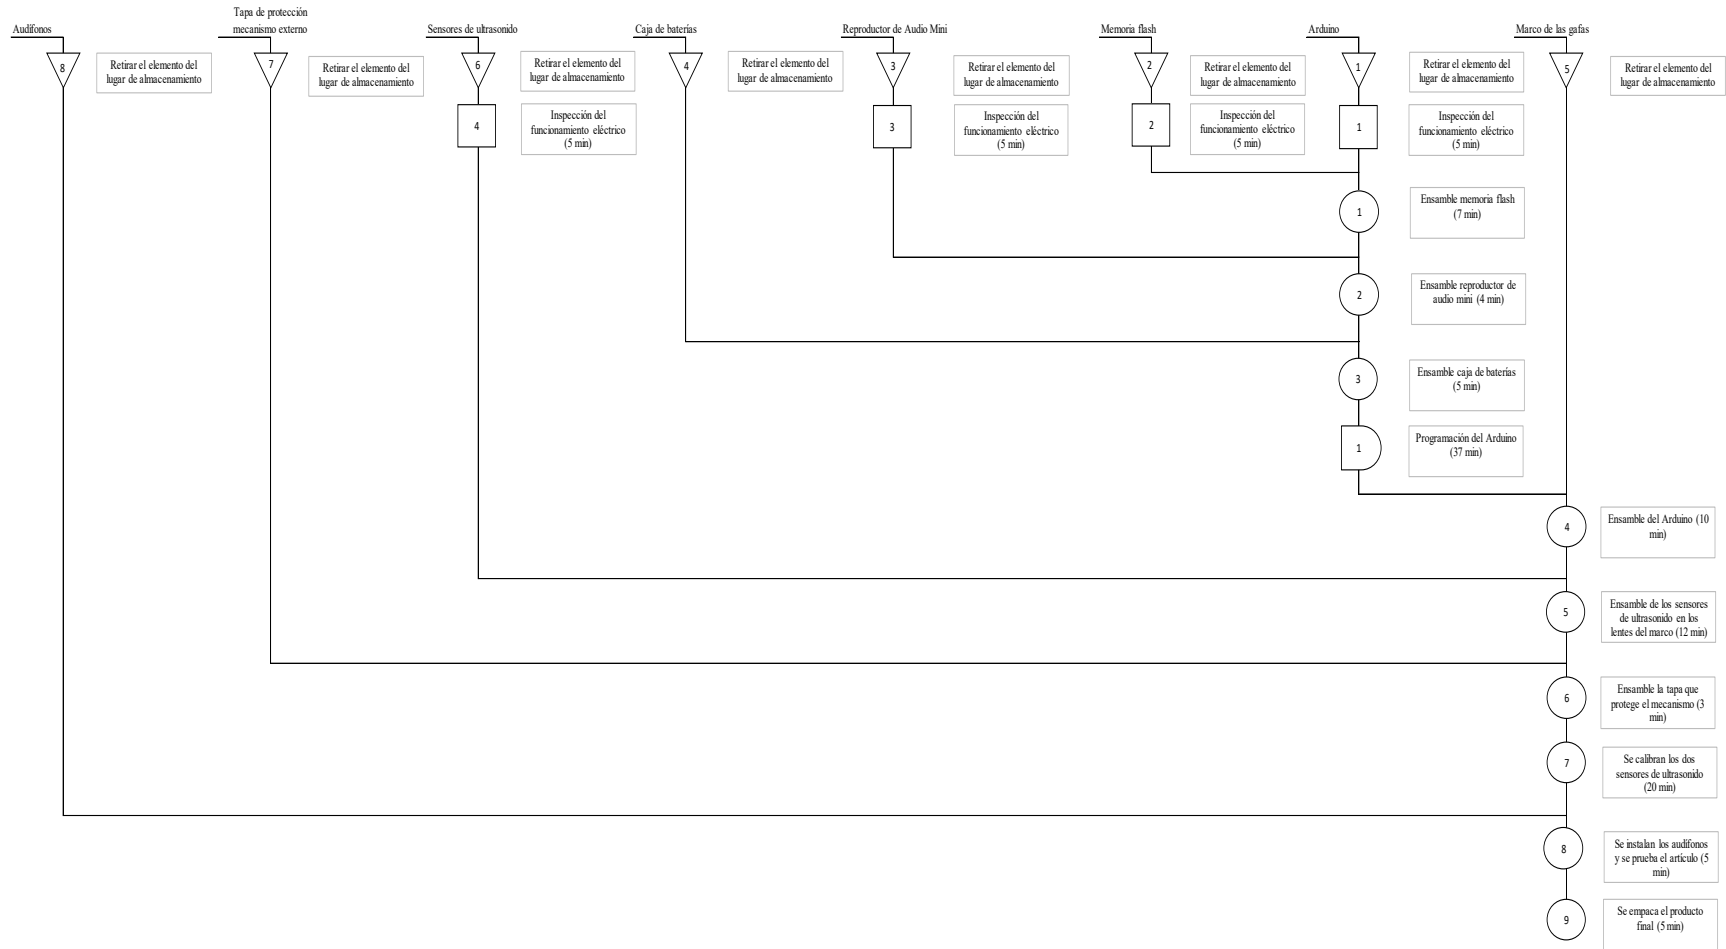 Audífonos
Tapa de protección
mecanismo externo
Sensores de ultrasonido
Caja de baterías
Reproductor de Audio Mini
Memoria flash
Arduino
Marco de las gafas
8
Retirar el elemento del
lugar de almacenamiento
7
Retirar el elemento del
lugar de almacenamiento
6
Retirar el elemento del
lugar de almacenamiento
4
Retirar el elemento del
lugar de almacenamiento
3
Retirar el elemento del
lugar de almacenamiento
2
Retirar el elemento del
lugar de almacenamiento
1
Retirar el elemento del
lugar de almacenamiento
5
Retirar el elemento del
lugar de almacenamiento
4
Inspección del
funcionamiento eléctrico
(5 min)
3
Inspección del
funcionamiento eléctrico
(5 min)
2
Inspección del
funcionamiento eléctrico
(5 min)
1
Inspección del
funcionamiento eléctrico
(5 min)
1
Ensamble memoria flash
(7 min)
2
Ensamble reproductor de
audio mini (4 min)
3
Ensamble caja de baterías
(5 min)
1
Programación del Arduino
(37 min)
4
Ensamble del Arduino (10
min)
5
Ensamble de los sensores
de ultrasonido en los
lentes del marco (12 min)
6
Ensamble la tapa que
protege el mecanismo (3
min)
7
Se calibran los dos
sensores de ultrasonido
(20 min)
8
Se instalan los audífonos
y se prueba el artículo (5
min)
9
Se empaca el producto
final (5 min)